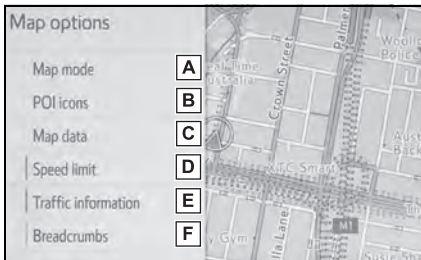 Map options
Map mode A
POI icons B
Map data C
Speed limit D
Traffic information E
Breadcrumbs F
Crown Street
Palmer
Police
M1
Gym
lla Lane